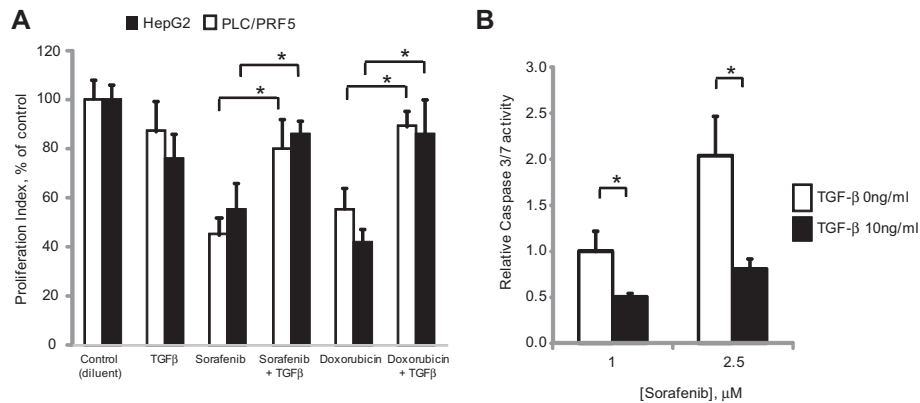 A
HepG2
PLC/PRF5
Proliferation Index, % of control
120
100
80
60
40
20
0
*
*
*
*
Control
(diluent)
TGFβ
Sorafenib
Sorafenib
+ TGFβ
Doxorubicin
Doxorubicin
+ TGFβ
B
Relative Caspase 3/7 activity
3.0
2.5
2.0
1.5
1.0
0.5
0.0
*
*
1
2.5
[Sorafenib], μM
TGF-β 0ng/ml
TGF-β 10ng/ml